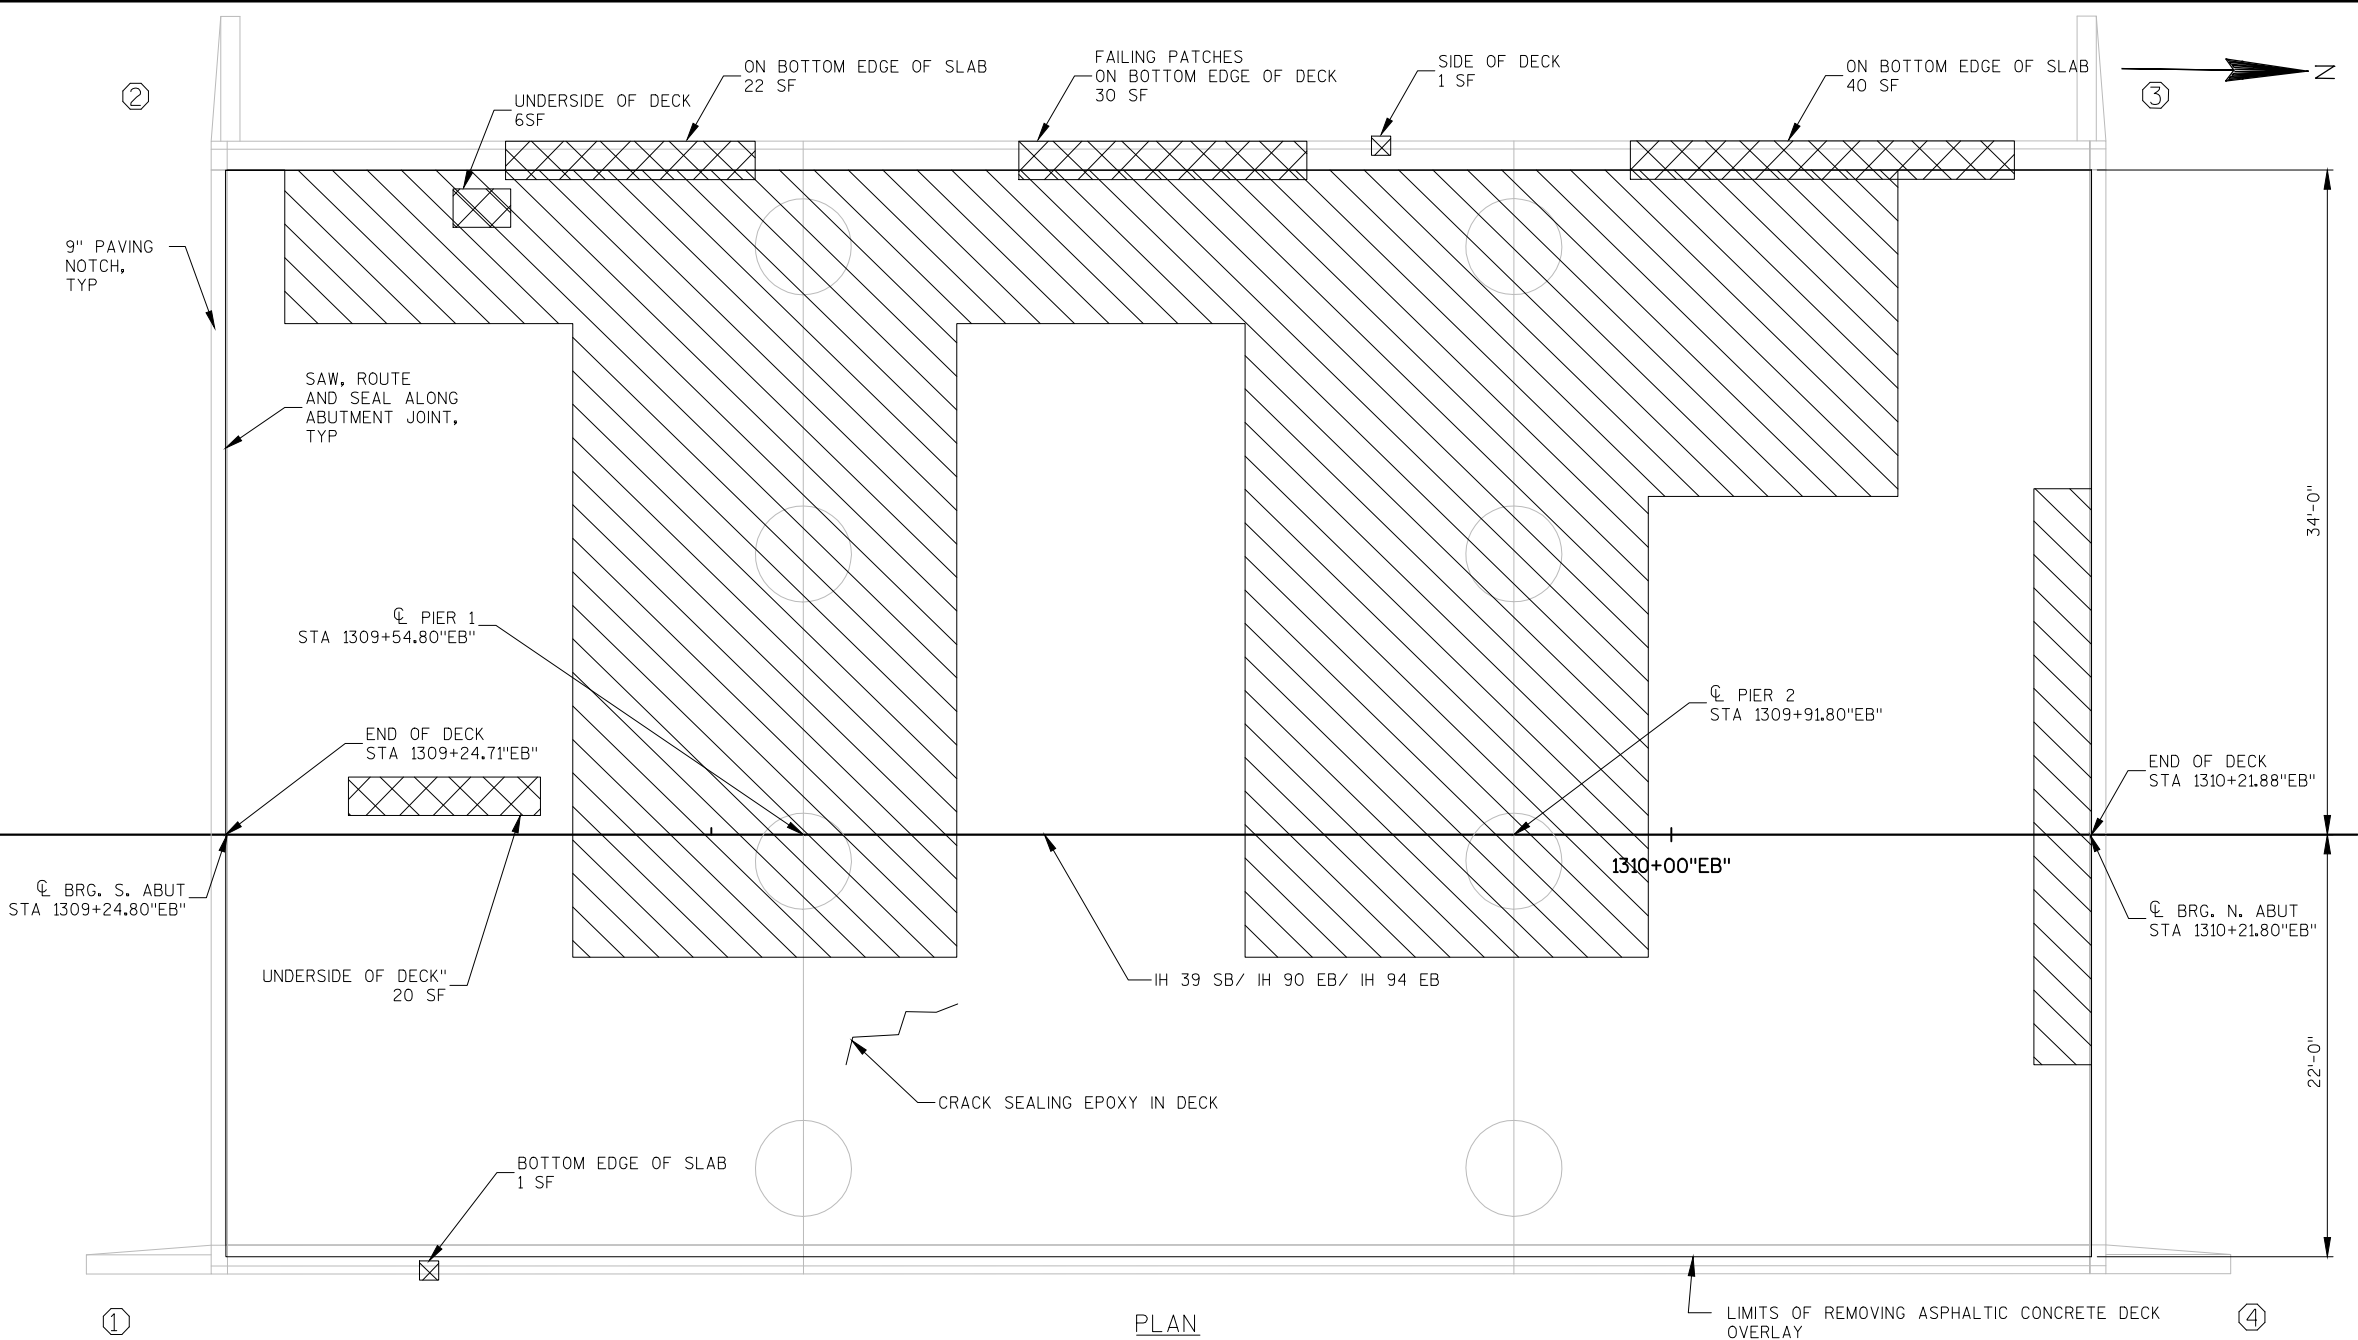 FAILING PATCHES
ON BOTTOM EDGE OF DECK
30 SF
SIDE OF DECK
1 SF
ON BOTTOM EDGE OF SLAB
22 SF
ON BOTTOM EDGE OF SLAB
40 SF
N
2
3
UNDERSIDE OF DECK
6SF
9" PAVING
NOTCH,
TYP
SAW, ROUTE
AND SEAL ALONG
ABUTMENT JOINT,
TYP
34'-0"
℄ PIER 1
STA 1309+54.80"EB"
℄ PIER 2
STA 1309+91.80"EB"
END OF DECK
STA 1309+24.71"EB"
END OF DECK
STA 1310+21.88"EB"
1310+00"EB"
℄ BRG. S. ABUT
STA 1309+24.80"EB"
℄ BRG. N. ABUT
STA 1310+21.80"EB"
UNDERSIDE OF DECK"
20 SF
IH 39 SB/ IH 90 EB/ IH 94 EB
22'-0"
CRACK SEALING EPOXY IN DECK
BOTTOM EDGE OF SLAB
1 SF
LIMITS OF REMOVING ASPHALTIC CONCRETE DECK
OVERLAY
1
PLAN
4